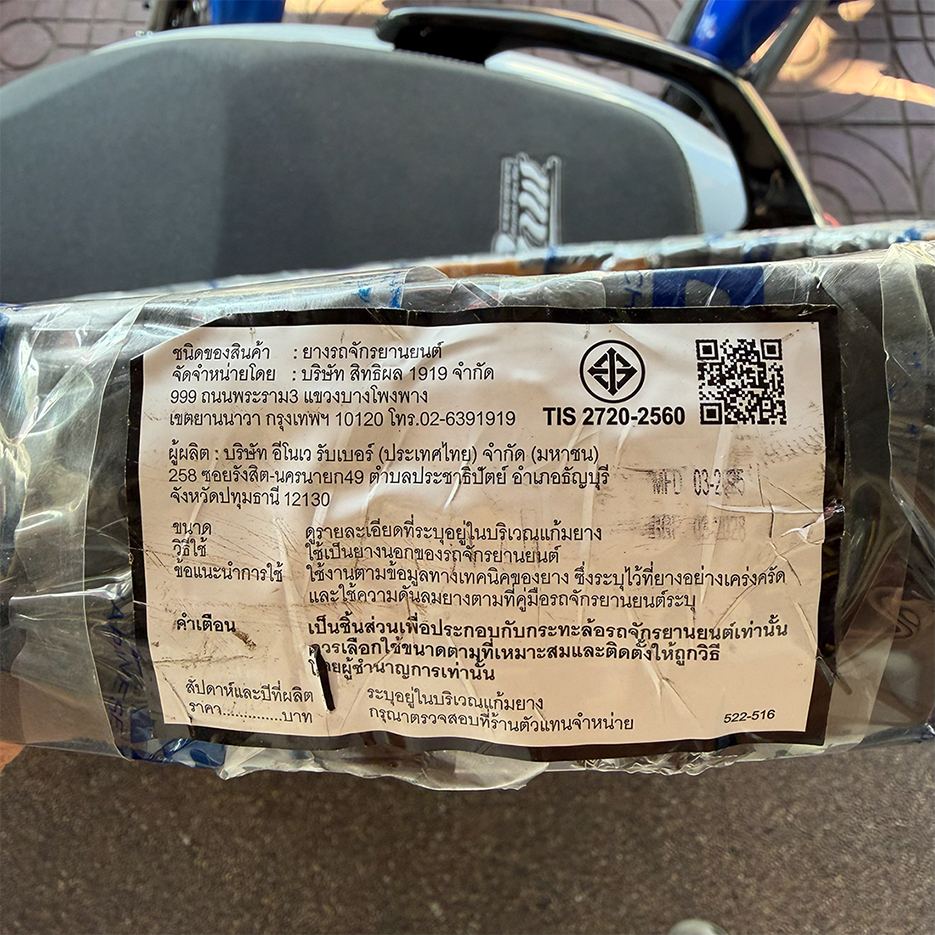 ชนิดของสินค้า : ยางรถจักรยานยนต์
จัดจำหน่ายโดย : บริษัท สิทธิผล 1919 จำกัด
999 ถนนพระราม3 แขวงบางโพงพาง
เขตยานนาวา กรุงเทพฯ 10120 โทร.02-6391919
TIS 2720-2560
ผู้ผลิต : บริษัท อีโนเว รับเบอร์ (ประเทศไทย) จำกัด (มหาชน)
258 ซอยรังสิต-นครนายก49 ตำบลประชาธิปัตย์ อำเภอธัญบุรี
จังหวัดปทุมธานี 12130
MFD
ขนาด ดูรายละเอียดที่ระบุอยู่ในบริเวณแก้มยาง
วิธีใช้ ใช้เป็นยางนอกของรถจักรยานยนต์
ข้อแนะนำการใช้ ใช้งานตามข้อมูลทางเทคนิคของยาง ซึ่งระบุไว้ที่ยางอย่างเคร่งครัด
และใช้ความดันลมยางตามที่คู่มือรถจักรยานยนต์ระบุ
คำเตือน เป็นชิ้นส่วนเพื่อประกอบกับกระทะล้อรถจักรยานยนต์เท่านั้น
ควรเลือกใช้ขนาดตามที่เหมาะสมและติดตั้งให้ถูกวิธี
โดยผู้ชำนาญการเท่านั้น
สัปดาห์และปีที่ผลิต ระบุอยู่ในบริเวณแก้มยาง
ราคา.............บาท กรุณาตรวจสอบที่ร้านตัวแทนจำหน่าย
522-516